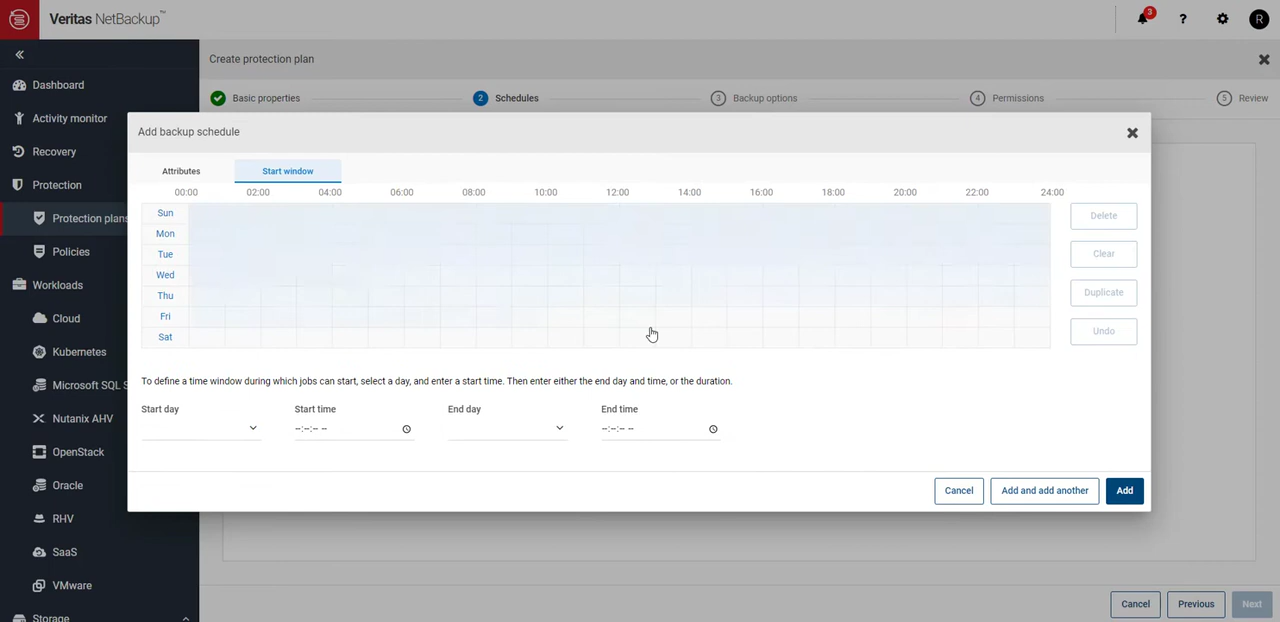 Veritas NetBackup™
3
?
R
Create protection plan
Basic properties
2 Schedules
3 Backup options
4 Permissions
5 Review
Dashboard
Activity monitor
Recovery
Protection
Protection plans
Policies
Workloads
Cloud
Kubernetes
Microsoft SQL S
Nutanix AHV
OpenStack
Oracle
RHV
SaaS
VMware
Storage
Add backup schedule
Attributes
Start window
00:00 02:00 04:00 06:00 08:00 10:00 12:00 14:00 16:00 18:00 20:00 22:00 24:00
Sun
Mon
Tue
Wed
Thu
Fri
Sat
Delete
Clear
Duplicate
Undo
To define a time window during which jobs can start, select a day, and enter a start time. Then enter either the end day and time, or the duration.
Start day Start time End day End time
--:--:-- -- --:--:-- --
Cancel Add and add another Add
Cancel Previous Next